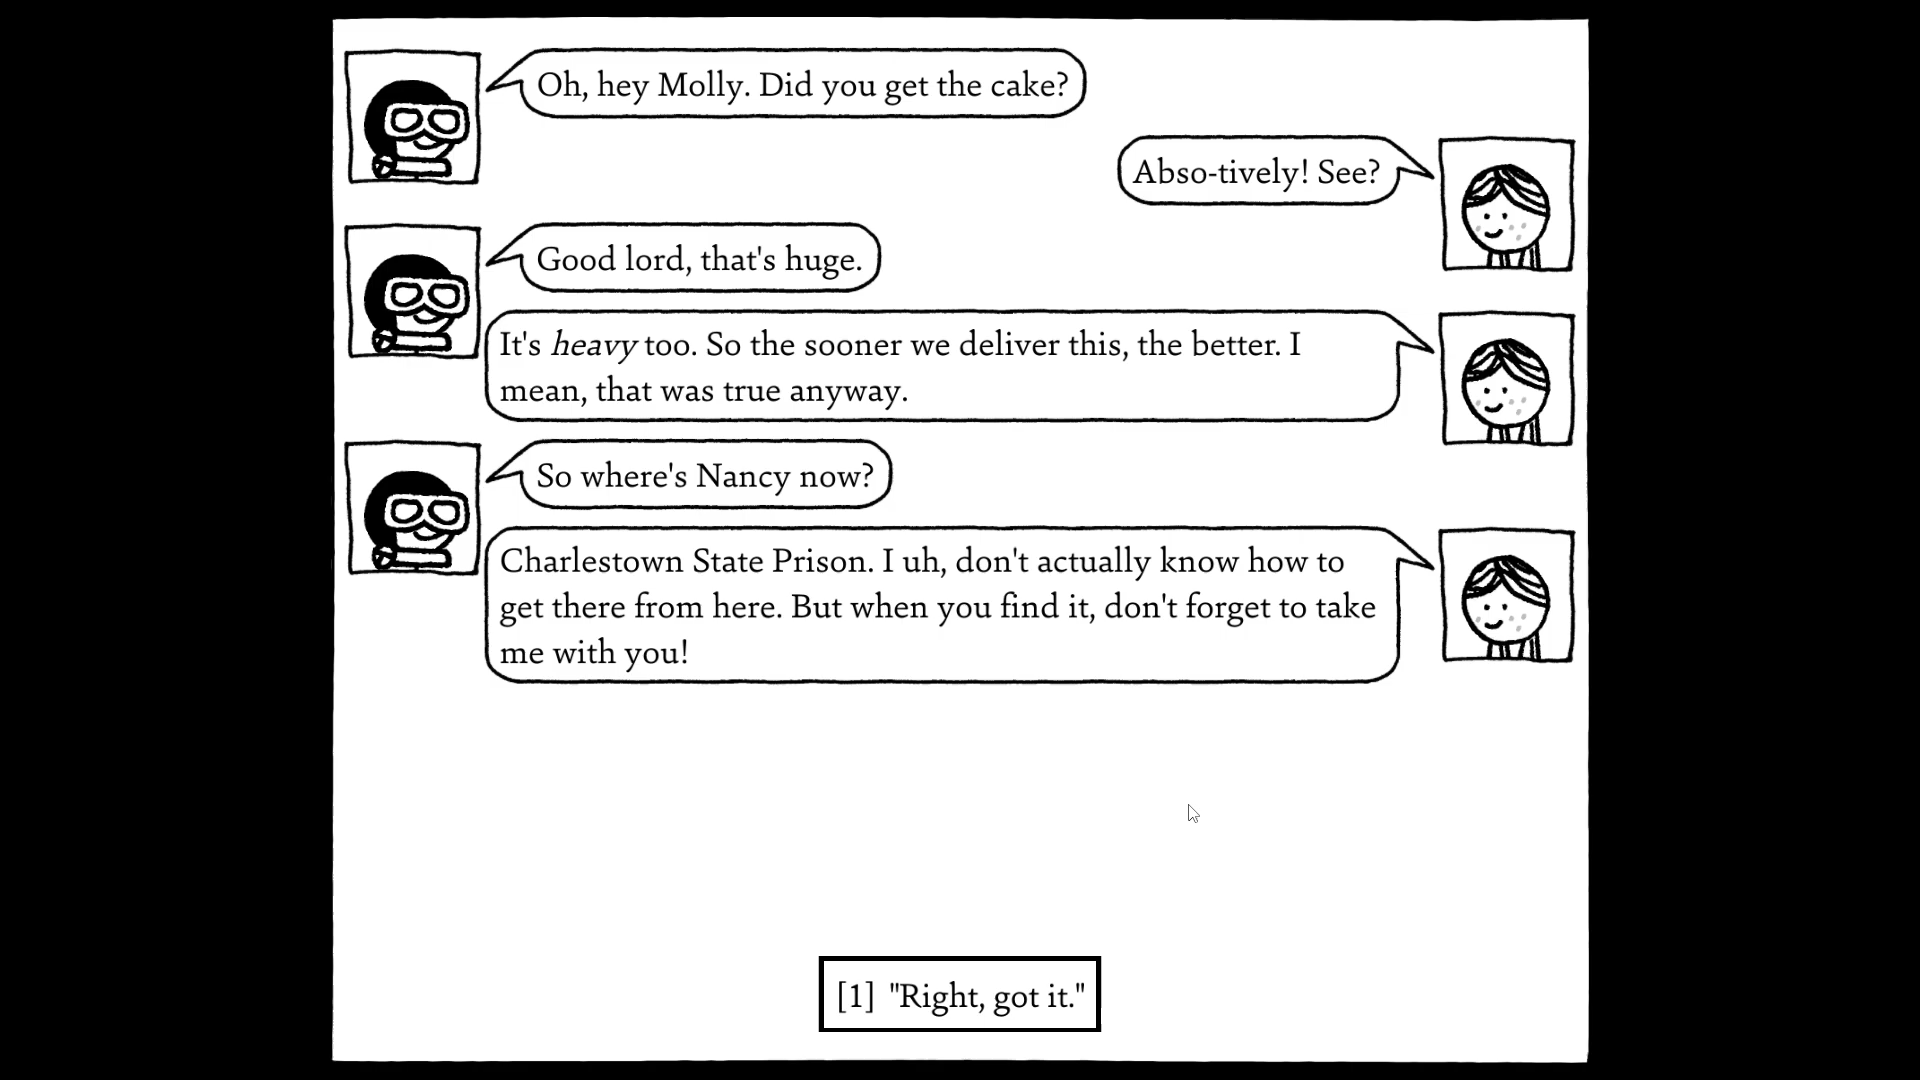 Oh, hey Molly. Did you get the cake?
Abso-tively! See?
Good lord, that's huge.
It's heavy too. So the sooner we deliver this, the better. I
mean, that was true anyway.
So where's Nancy now?
Charlestown State Prison. I uh, don't actually know how to
get there from here. But when you find it, don't forget to take
me with you!
[1] "Right, got it."